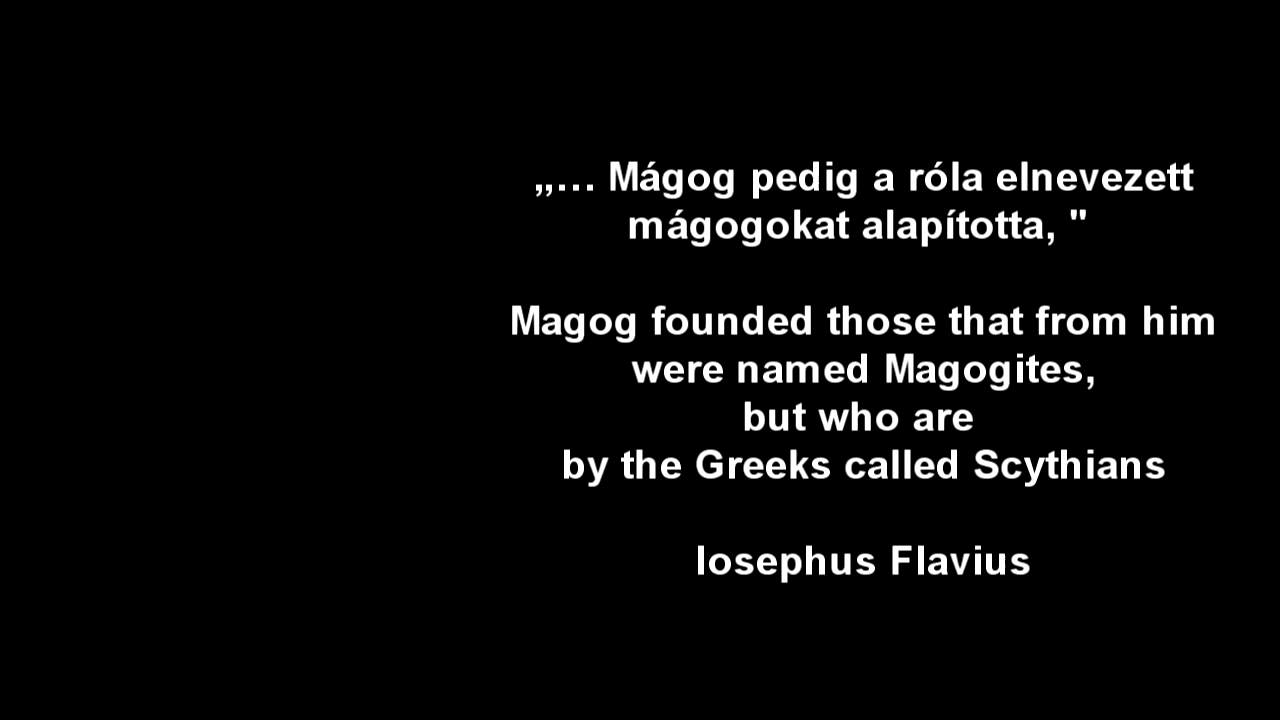 „… Mágog pedig a róla elnevezett
mágogokat alapította, "
Magog founded those that from him
were named Magogites,
but who are
by the Greeks called Scythians
Iosephus Flavius